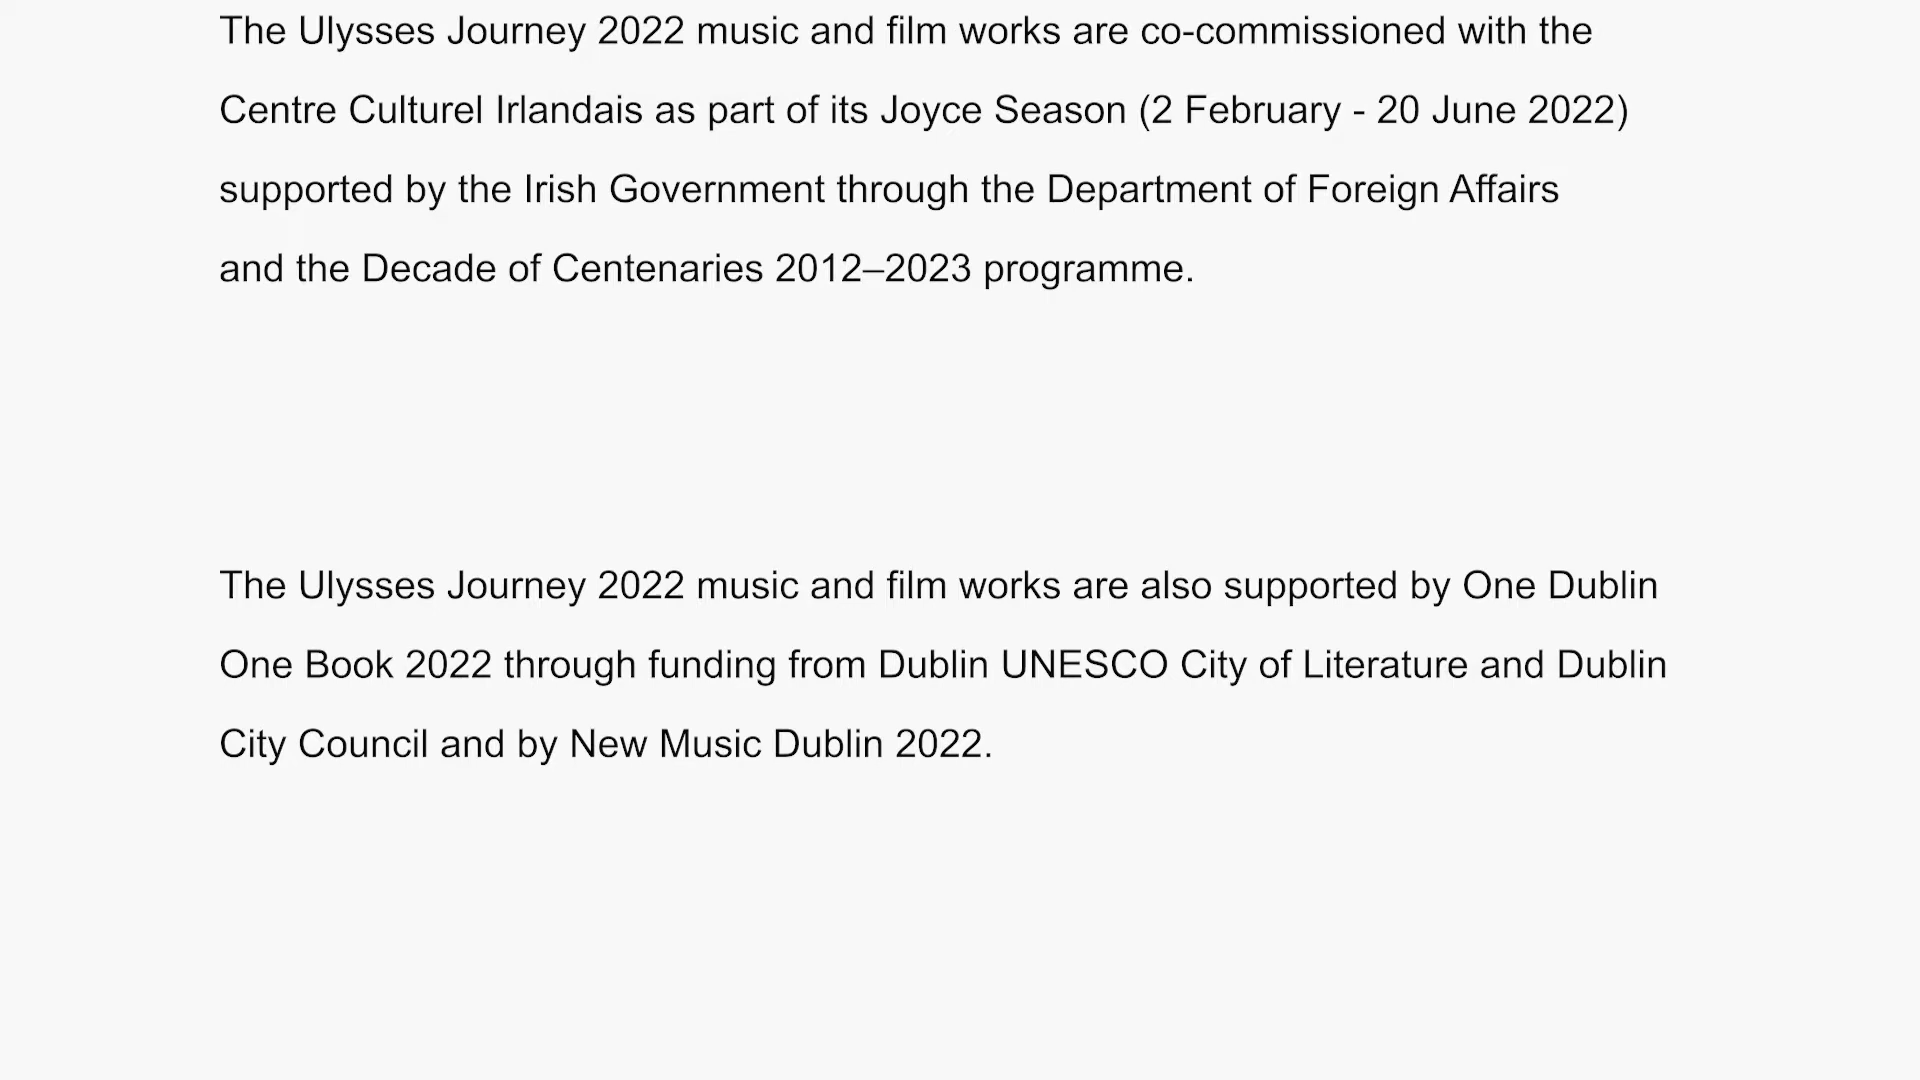 The Ulysses Journey 2022 music and film works are co-commissioned with the
Centre Culturel Irlandais as part of its Joyce Season (2 February - 20 June 2022)
supported by the Irish Government through the Department of Foreign Affairs
and the Decade of Centenaries 2012–2023 programme.
The Ulysses Journey 2022 music and film works are also supported by One Dublin
One Book 2022 through funding from Dublin UNESCO City of Literature and Dublin
City Council and by New Music Dublin 2022.